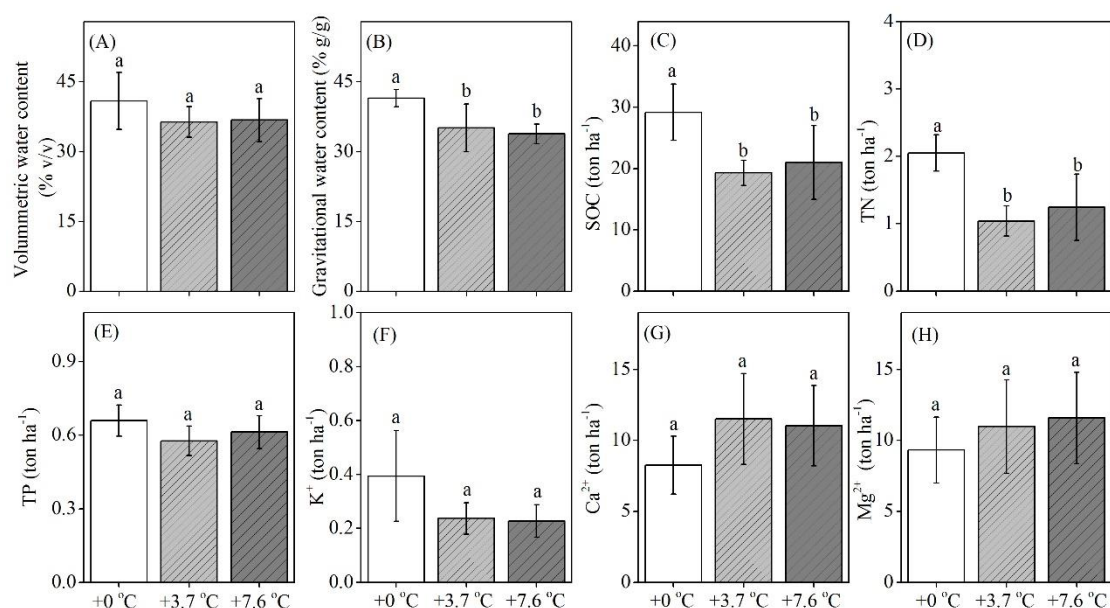 Volummetric water content
(% v/v)
45
30
15
0
(A)
a
a
a
Gravitational water content (% g/g)
45
30
15
0
(B)
a
b
b
SOC (ton ha⁻¹)
40
30
20
10
0
(C)
a
b
b
TN (ton ha⁻¹)
4
3
2
1
0
(D)
a
b
b
TP (ton ha⁻¹)
0.9
0.6
0.3
0.0
(E)
a
a
a
+0 °C
+3.7 °C
+7.6 °C
K⁺ (ton ha⁻¹)
1.0
0.8
0.6
0.4
0.2
0.0
(F)
a
a
a
+0 °C
+3.7 °C
+7.6 °C
Ca²⁺ (ton ha⁻¹)
15
10
5
0
(G)
a
a
a
+0 °C
+3.7 °C
+7.6 °C
Mg²⁺ (ton ha⁻¹)
15
10
5
0
(H)
a
a
a
+0 °C
+3.7 °C
+7.6 °C